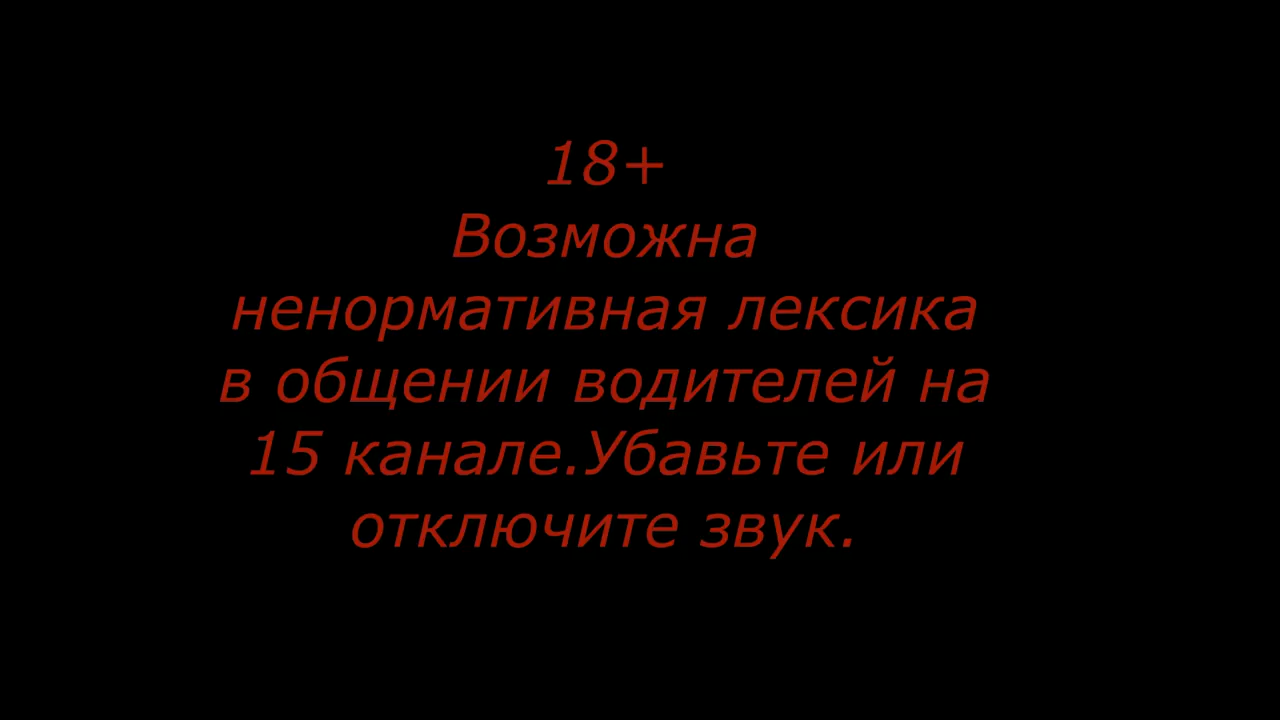 18+
Возможна
ненормативная лексика
в общении водителей на
15 канале.Убавьте или
отключите звук.